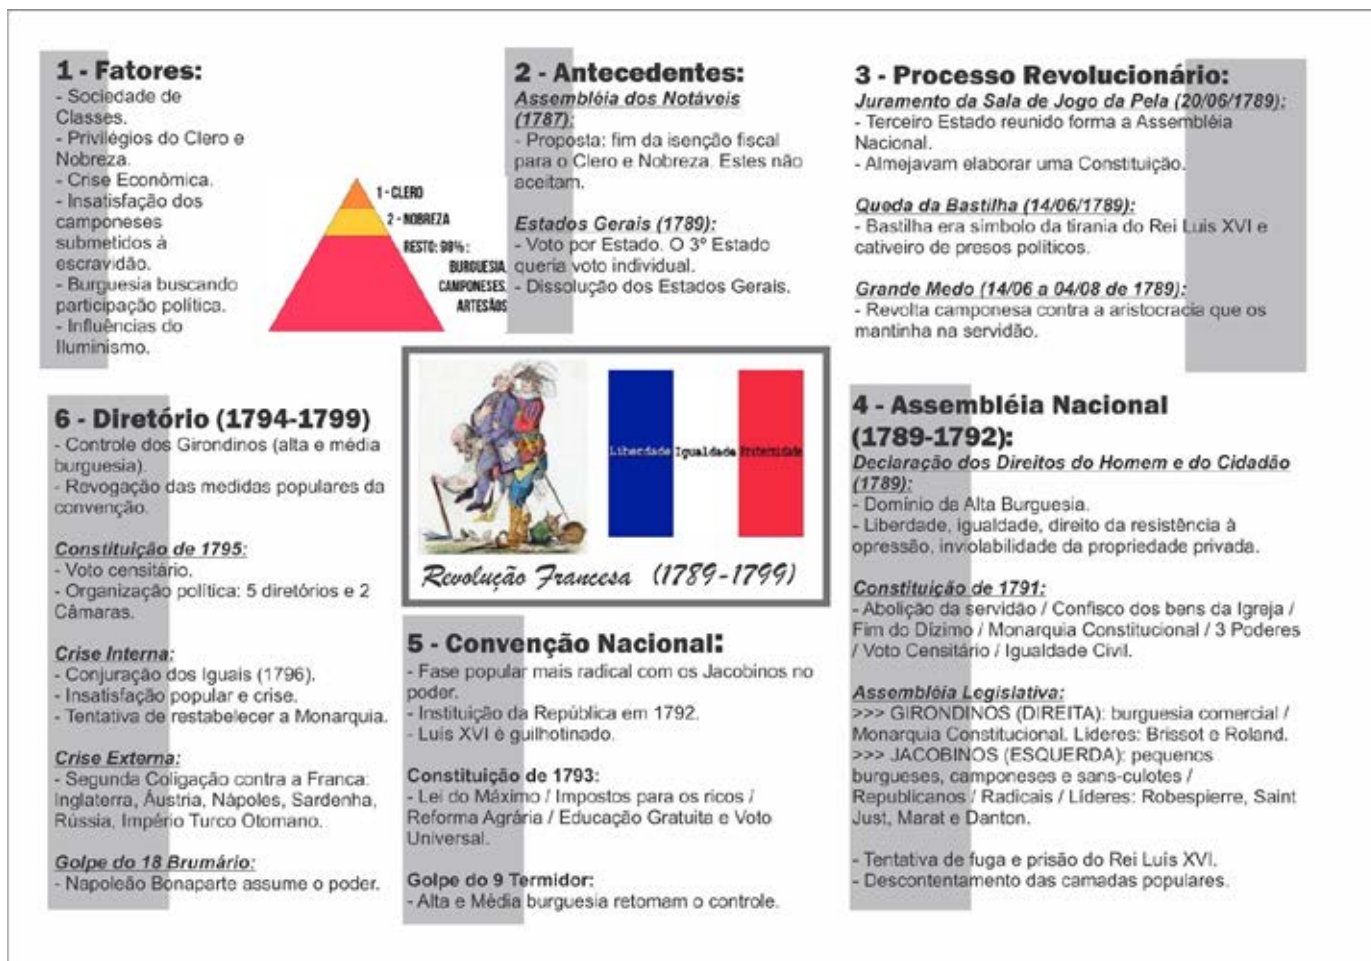 1 - Fatores:
- Sociedade de
Classes.
- Privilégios do Clero e
Nobreza.
- Crise Econômica.
- Insatisfação dos
camponeses
submetidos à
escravidão.
- Burguesia buscando
participação política.
- Influências do
Iluminismo.
1 - CLERO
2 - NOBREZA
RESTO: 98% :
BURGUESIA,
CAMPONESES,
ARTESÃOS
2 - Antecedentes:
Assembléia dos Notáveis
(1787):
- Proposta: fim da isenção fiscal
para o Clero e Nobreza. Estes não
aceitam.
Estados Gerais (1789):
- Voto por Estado. O 3º Estado
queria voto individual.
- Dissolução dos Estados Gerais.
3 - Processo Revolucionário:
Juramento da Sala de Jogo da Pela (20/06/1789):
- Terceiro Estado reunido forma a Assembléia
Nacional.
- Almejavam elaborar uma Constituição.
Queda da Bastilha (14/06/1789):
- Bastilha era símbolo da tirania do Rei Luis XVI e
cativeiro de presos políticos.
Grande Medo (14/06 a 04/08 de 1789):
- Revolta camponesa contra a aristocracia que os
mantinha na servidão.
Liberdade Igualdade Fraternidade
Revolução Francesa (1789-1799)
4 - Assembléia Nacional
(1789-1792):
Declaração dos Direitos do Homem e do Cidadão
(1789):
- Domínio da Alta Burguesia.
- Liberdade, igualdade, direito da resistência à
opressão, inviolabilidade da propriedade privada.
Constituição de 1791:
- Abolição da servidão / Confisco dos bens da Igreja /
Fim do Dízimo / Monarquia Constitucional / 3 Poderes
/ Voto Censitário / Igualdade Civil.
Assembléia Legislativa:
>>> GIRONDINOS (DIREITA): burguesia comercial /
Monarquia Constitucional. Líderes: Brissot e Roland.
>>> JACOBINOS (ESQUERDA): pequenos
burgueses, camponeses e sans-culotes /
Republicanos / Radicais / Líderes: Robespierre, Saint
Just, Marat e Danton.
- Tentativa de fuga e prisão do Rei Luís XVI.
- Descontentamento das camadas populares.
5 - Convenção Nacional:
- Fase popular mais radical com os Jacobinos no
poder.
- Instituição da República em 1792.
- Luis XVI é guilhotinado.
Constituição de 1793:
- Lei do Máximo / Impostos para os ricos /
Reforma Agrária / Educação Gratuita e Voto
Universal.
Golpe do 9 Termidor:
- Alta e Média burguesia retomam o controle.
6 - Diretório (1794-1799)
- Controle dos Girondinos (alta e média
burguesia).
- Revogação das medidas populares da
convenção.
Constituição de 1795:
- Voto censitário.
- Organização política: 5 diretórios e 2
Câmaras.
Crise Interna:
- Conjuração dos Iguais (1796).
- Insatisfação popular e crise.
- Tentativa de restabelecer a Monarquia.
Crise Externa:
- Segunda Coligação contra a Franca:
Inglaterra, Áustria, Nápoles, Sardenha,
Rússia, Império Turco Otomano.
Golpe do 18 Brumário:
- Napoleão Bonaparte assume o poder.